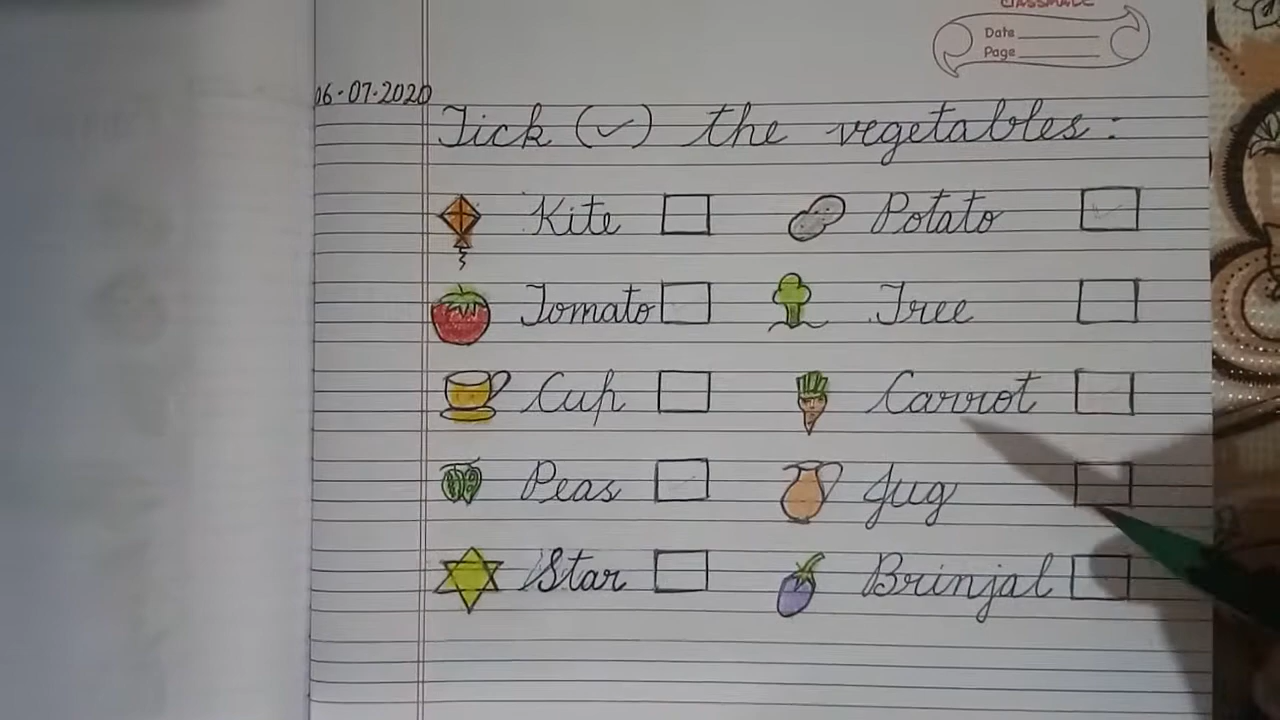 CLASSMATE
Date
Page
06-07-2020
Tick (✓) the vegetables:
Kite Potato
Tomato Tree
Cup Carrot
Peas Jug
Star Brinjal